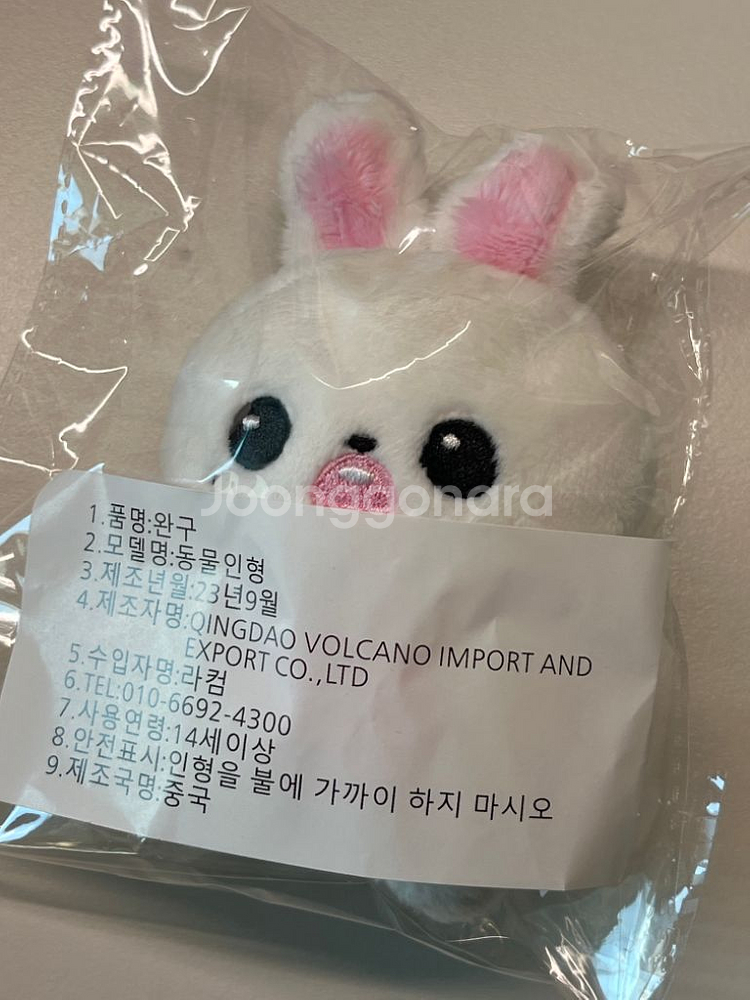 Joonggonara
1.품명:완구
2.모델명:동물인형
3.제조년월:23년9월
4.제조자명:QINGDAO VOLCANO IMPORT AND
EXPORT CO.,LTD
5.수입자명:라컴
6.TEL:010-6692-4300
7.사용연령:14세이상
8.안전표시:인형을 불에 가까이 하지 마시오
9.제조국명:중국